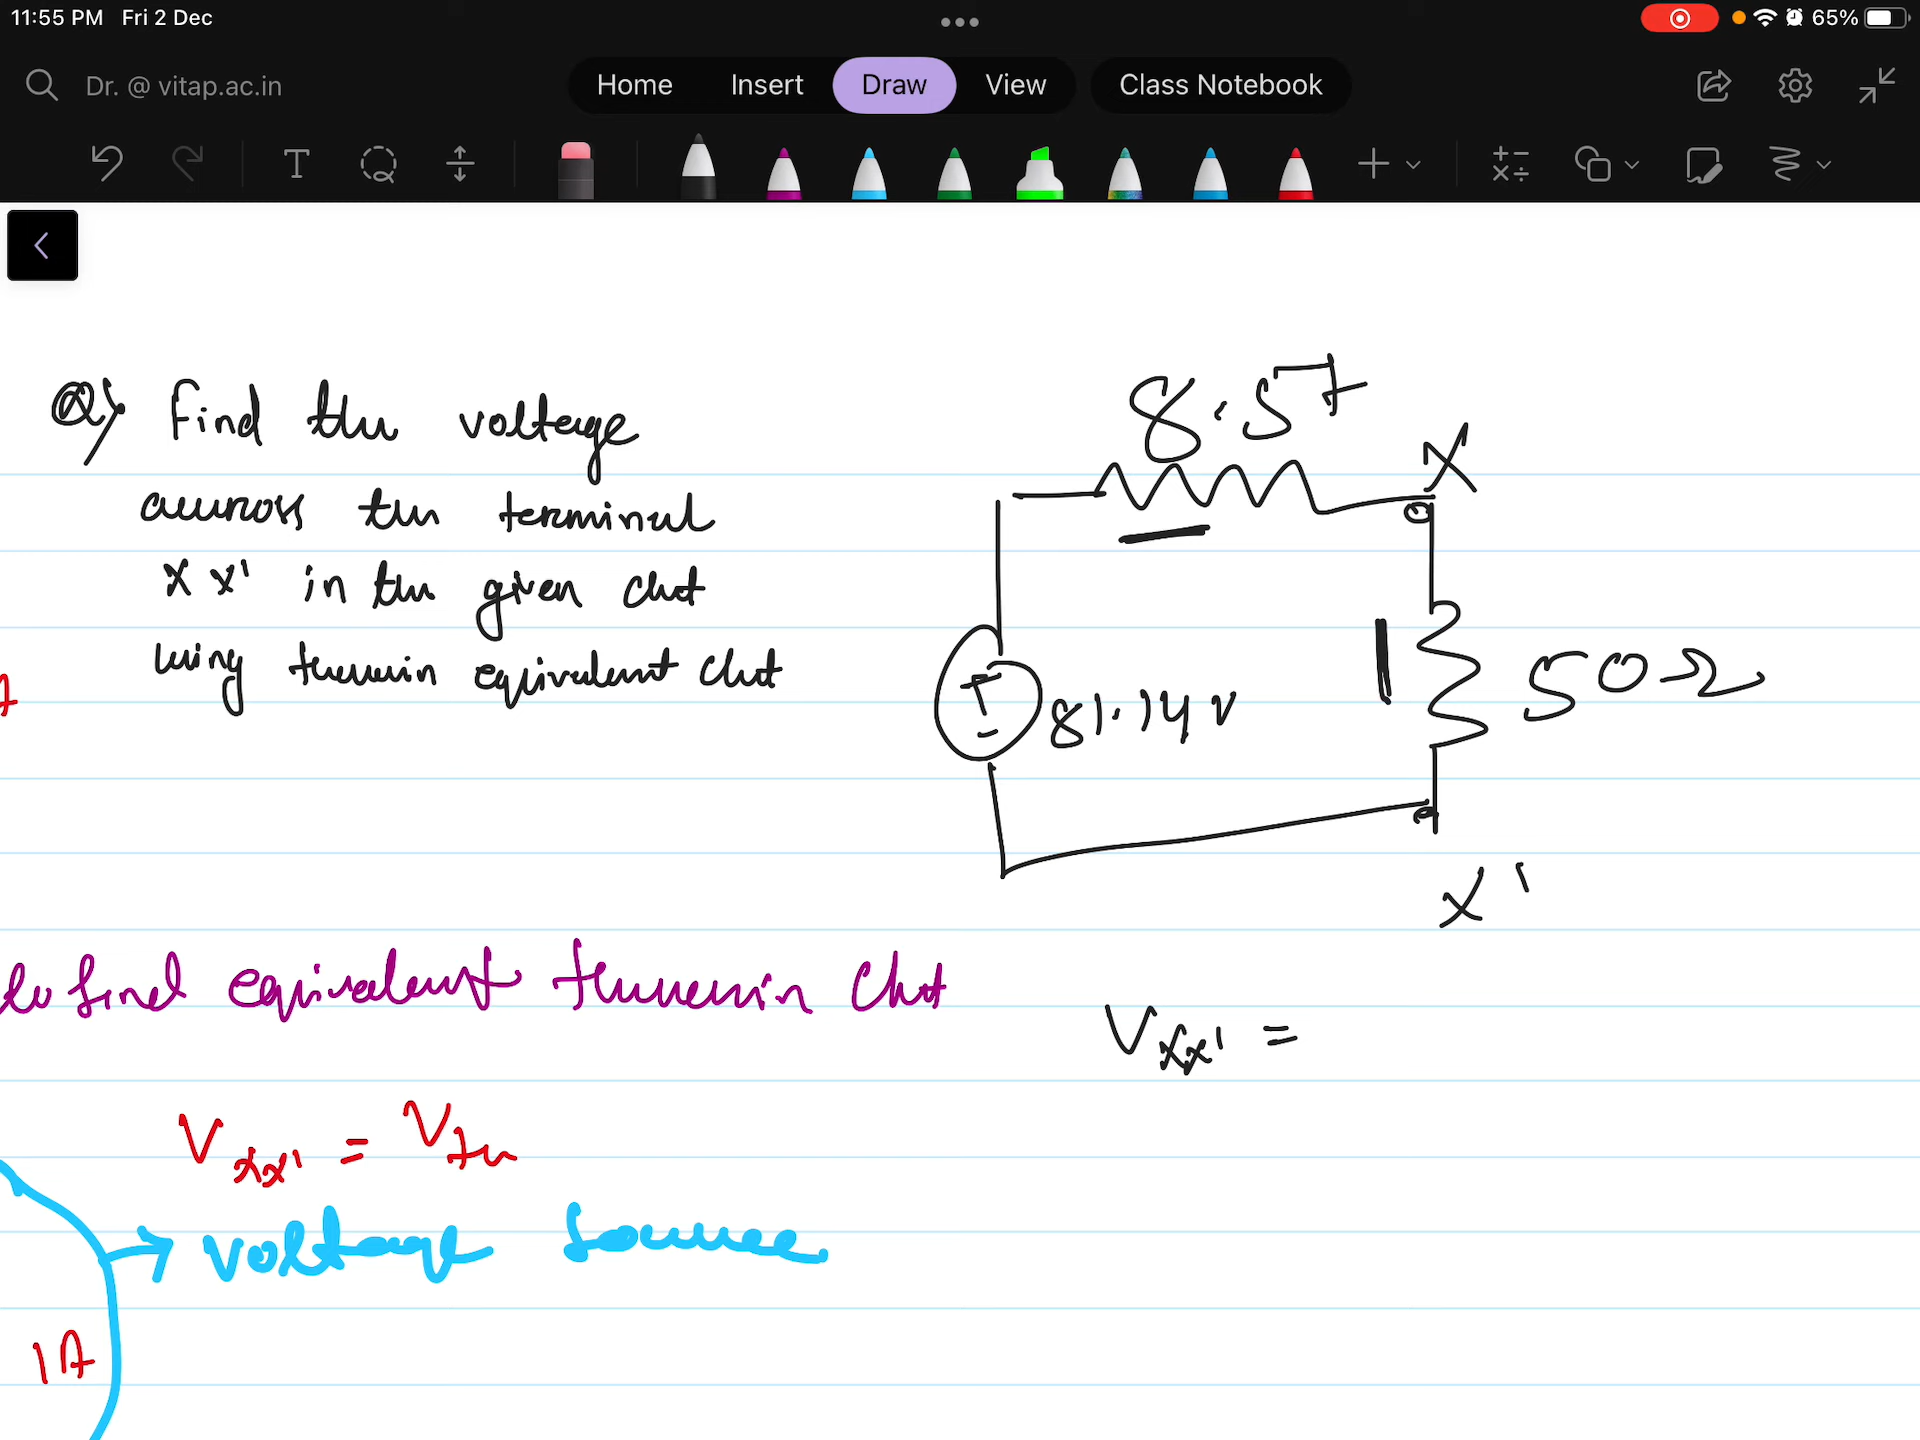 11:55 PM Fri 2 Dec
65%
Dr. @ vitap.ac.in
Home Insert Draw View Class Notebook
Q) Find the voltage
across the terminal
X X' in the given ckt
using thevenin equivalent ckt
8.57
X
81.14 V
50Ω
X'
to find equivalent thevenin ckt
Vxx' =
Vxx' = Vth
→ voltage source
1A